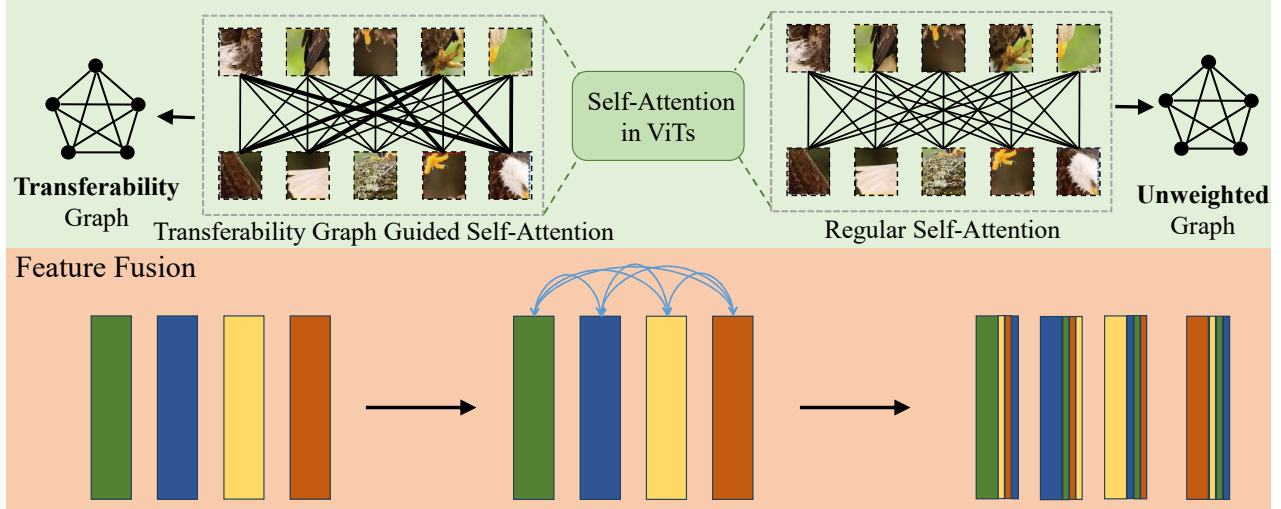 Self-Attention
in ViTs
Transferability
Graph
Transferability Graph Guided Self-Attention
Regular Self-Attention
Unweighted
Graph
Feature Fusion